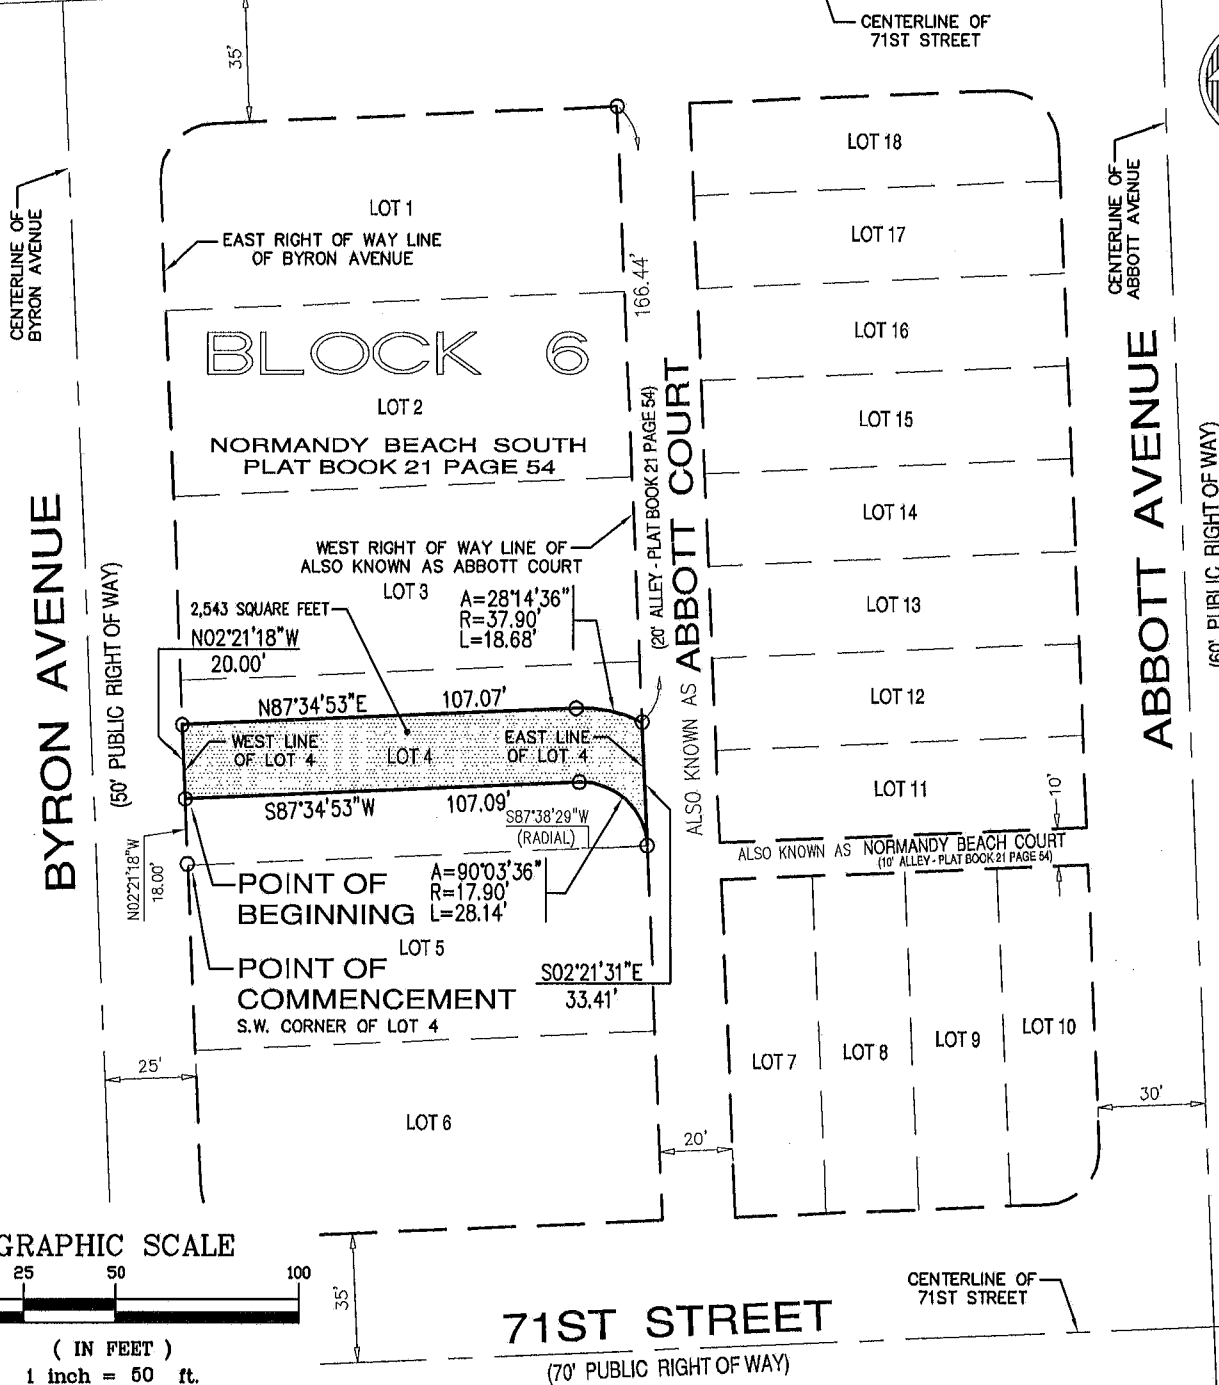 CENTERLINE OF
71ST STREET
35'
LOT 18
CENTERLINE OF
BYRON AVENUE
LOT 1
EAST RIGHT OF WAY LINE
OF BYRON AVENUE
166.44'
LOT 17
CENTERLINE OF
ABBOTT AVENUE
BLOCK 6
LOT 2
NORMANDY BEACH SOUTH
PLAT BOOK 21 PAGE 54
LOT 16
LOT 15
LOT 14
LOT 13
LOT 12
LOT 11
(20' ALLEY - PLAT BOOK 21 PAGE 54)
ALSO KNOWN AS ABBOTT COURT
ABBOTT AVENUE
(60' PUBLIC RIGHT OF WAY)
BYRON AVENUE
(50' PUBLIC RIGHT OF WAY)
WEST RIGHT OF WAY LINE OF
ALSO KNOWN AS ABBOTT COURT
LOT 3
A=28°14'36"
R=37.90'
L=18.68'
2,543 SQUARE FEET
N02°21'18"W
20.00'
N87°34'53"E 107.07'
WEST LINE
OF LOT 4
LOT 4
EAST LINE
OF LOT 4
S87°34'53"W 107.09'
S87°38'29"W
(RADIAL)
ALSO KNOWN AS
10'
ALSO KNOWN AS NORMANDY BEACH COURT
(10' ALLEY - PLAT BOOK 21 PAGE 54)
N02°21'18"W
18.00'
POINT OF
BEGINNING
A=90°03'36"
R=17.90'
L=28.14'
LOT 5
POINT OF
COMMENCEMENT
S.W. CORNER OF LOT 4
S02°21'31"E
33.41'
LOT 7
LOT 8
LOT 9
LOT 10
25'
LOT 6
20'
30'
GRAPHIC SCALE
25 50 100
( IN FEET )
1 inch = 50 ft.
35'
71ST STREET
(70' PUBLIC RIGHT OF WAY)
CENTERLINE OF
71ST STREET